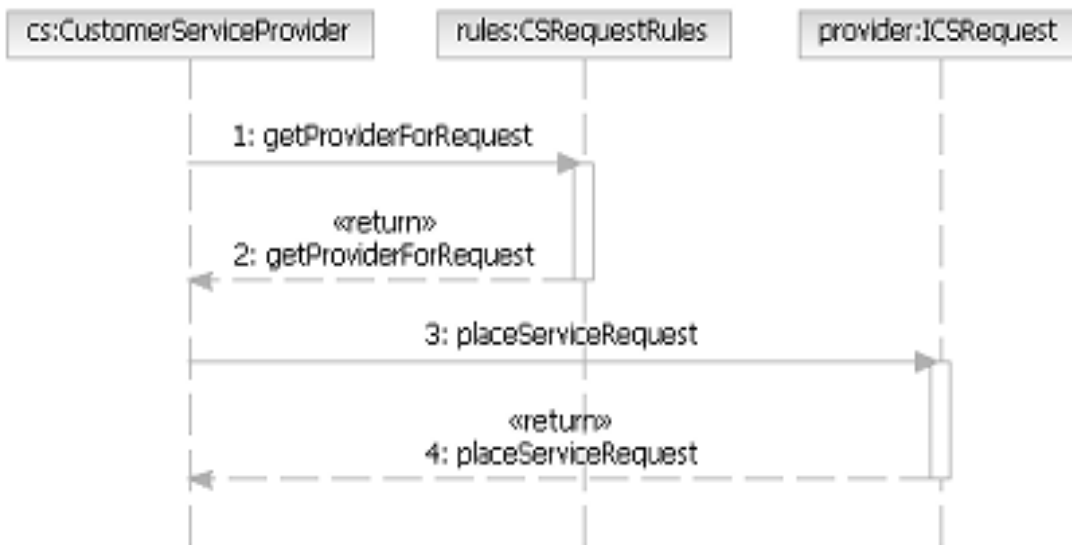 cs:CustomerServiceProvider
rules:CSRequestRules
provider:ICSRequest
1: getProviderForRequest
«return»
2: getProviderForRequest
3: placeServiceRequest
«return»
4: placeServiceRequest